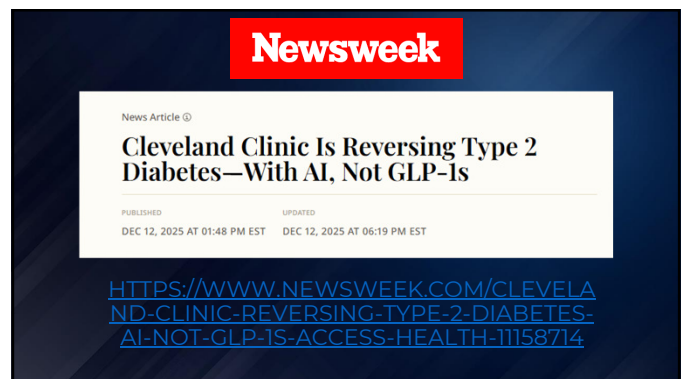 Newsweek
News Article ⓘ
Cleveland Clinic Is Reversing Type 2
Diabetes—With AI, Not GLP-1s
PUBLISHED
UPDATED
DEC 12, 2025 AT 01:48 PM EST
DEC 12, 2025 AT 06:19 PM EST
HTTPS://WWW.NEWSWEEK.COM/CLEVELA
ND-CLINIC-REVERSING-TYPE-2-DIABETES-
AI-NOT-GLP-1S-ACCESS-HEALTH-11158714